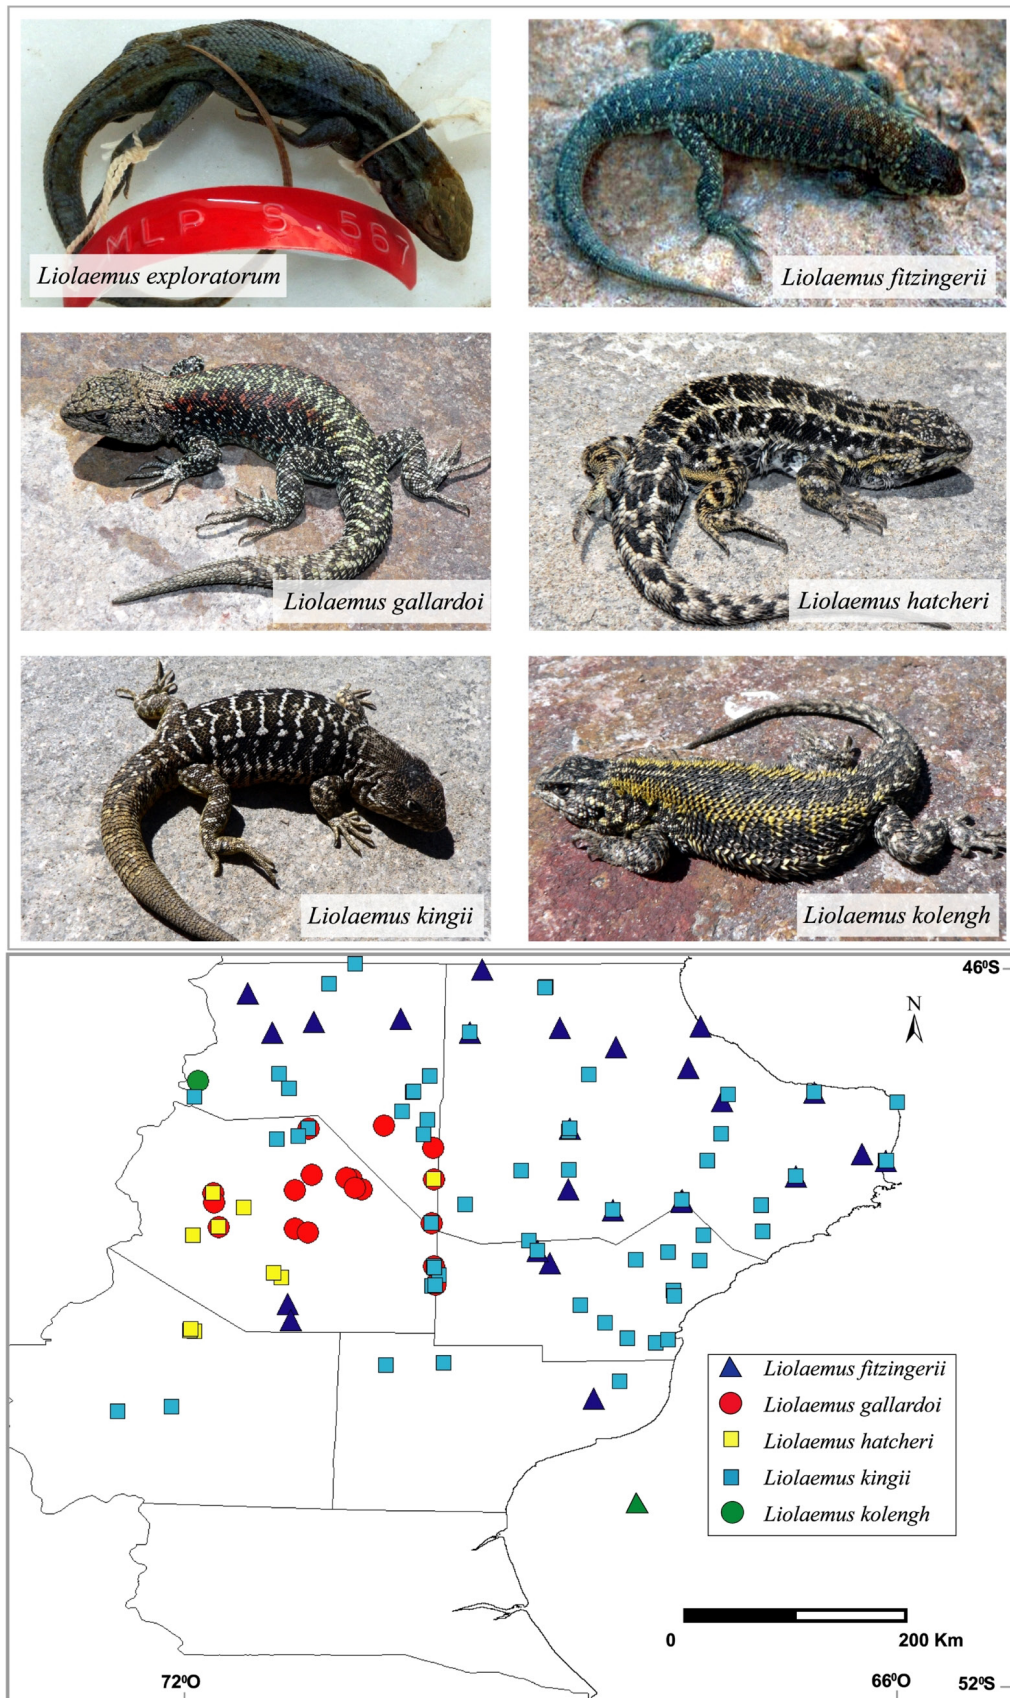 MLP S. 567
Liolaemus exploratorum
Liolaemus fitzingerii
Liolaemus gallardoi
Liolaemus hatcheri
Liolaemus kingii
Liolaemus kolengh
46⁰S
N
Liolaemus fitzingerii
Liolaemus gallardoi
Liolaemus hatcheri
Liolaemus kingii
Liolaemus kolengh
0 200 Km
72⁰O 66⁰O 52⁰S